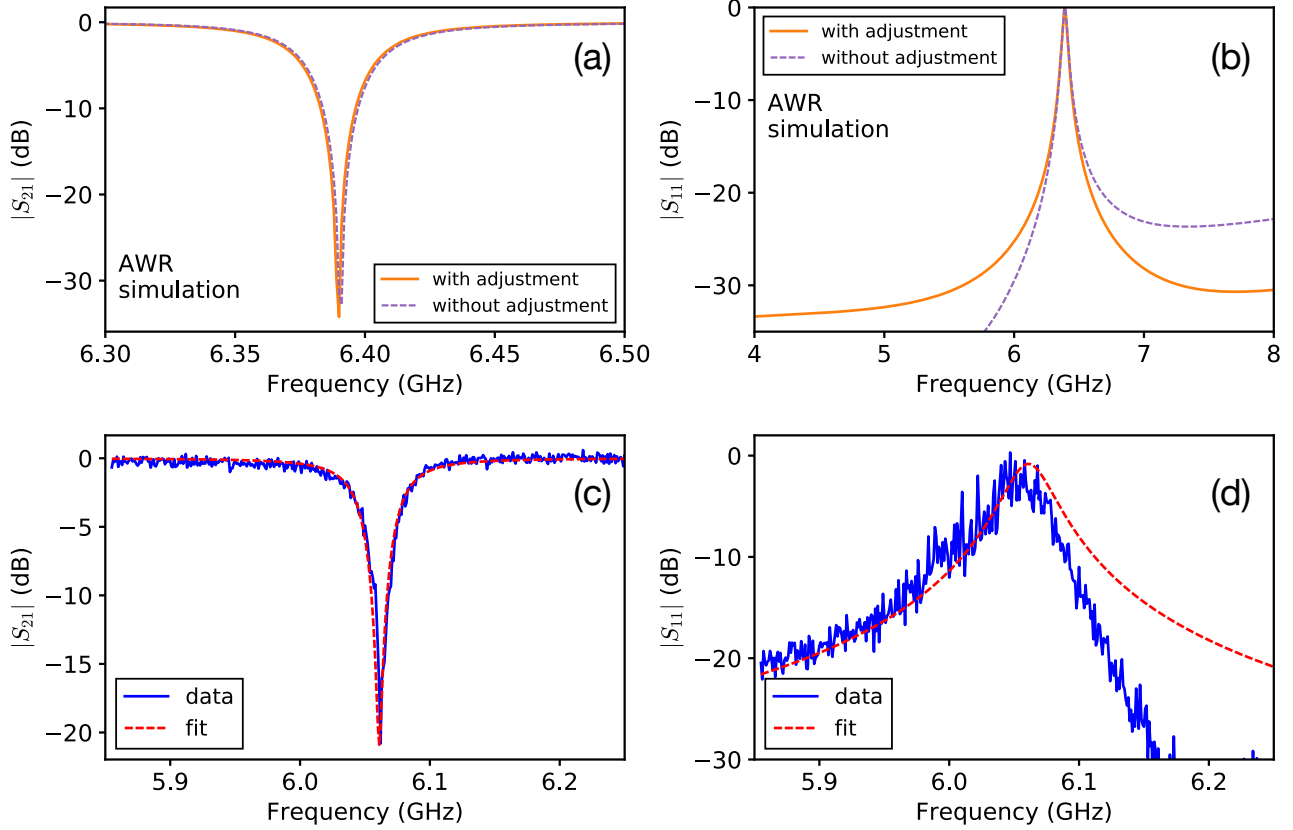 0
−10
−20
−30
|S21| (dB)
(a)
AWR
simulation
with adjustment
without adjustment
6.30
6.35
6.40
6.45
6.50
Frequency (GHz)
0
−10
−20
−30
|S11| (dB)
with adjustment
without adjustment
(b)
AWR
simulation
4
5
6
7
8
Frequency (GHz)
0
−5
−10
−15
−20
|S21| (dB)
(c)
data
fit
5.9
6.0
6.1
6.2
Frequency (GHz)
0
−10
−20
−30
|S11| (dB)
(d)
data
fit
5.9
6.0
6.1
6.2
Frequency (GHz)